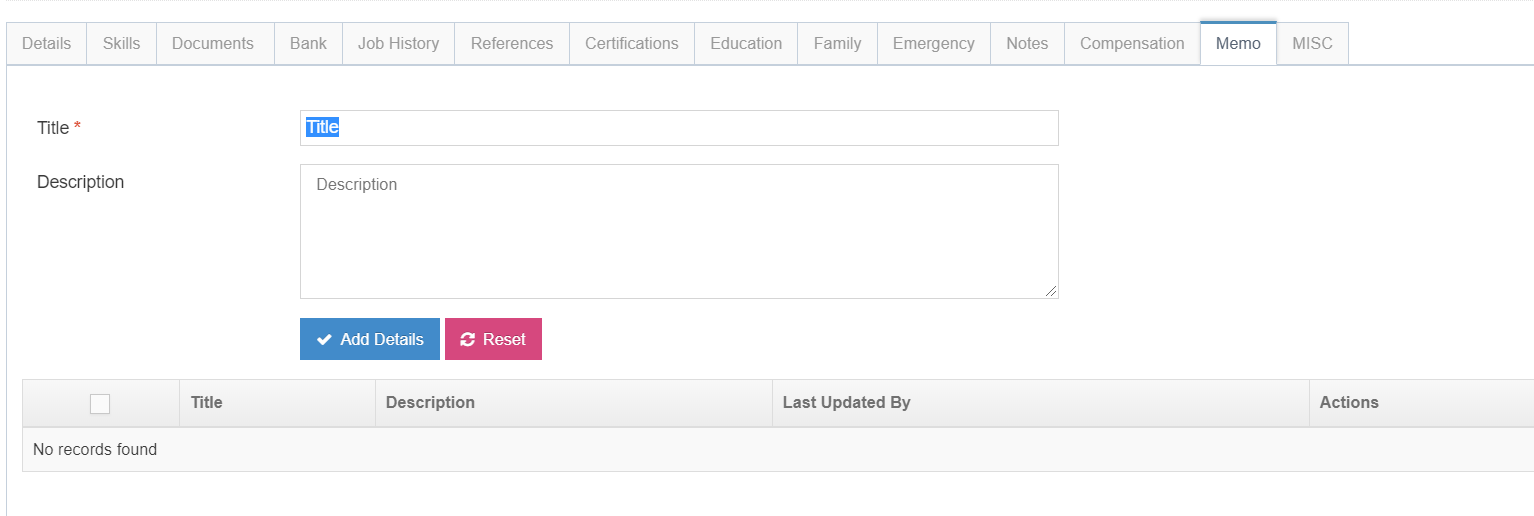 Details Skills Documents Bank Job History References Certifications Education Family Emergency Notes Compensation Memo MISC
Title * Title
Description Description
Add Details Reset
Title Description Last Updated By Actions
No records found